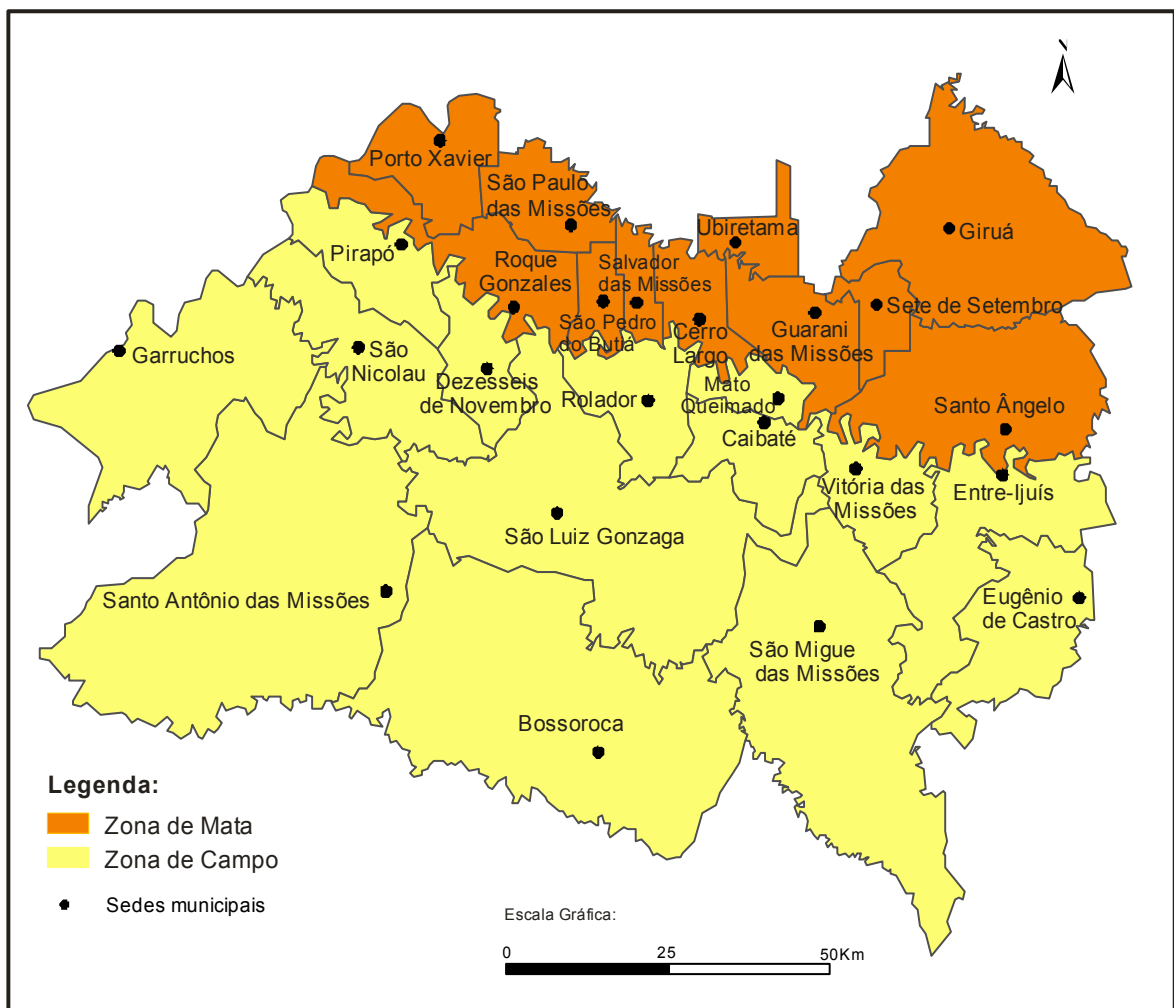 Porto Xavier
São Paulo
das Missões
Ubiretama
Giruá
Pirapó
Roque
Gonzales
Salvador
das Missões
Sete de Setembro
São Pedro
do Butiá
Cerro
Largo
Guarani
das Missões
Garruchos
São
Nicolau
Dezesseis
de Novembro
Rolador
Mato
Queimado
Caibaté
Santo Ângelo
Vitória das
Missões
Entre-Ijuís
São Luiz Gonzaga
Santo Antônio das Missões
Eugênio
de Castro
São Migue
das Missões
Bossoroca
Legenda:
Zona de Mata
Zona de Campo
Sedes municipais
Escala Gráfica:
0 25 50Km